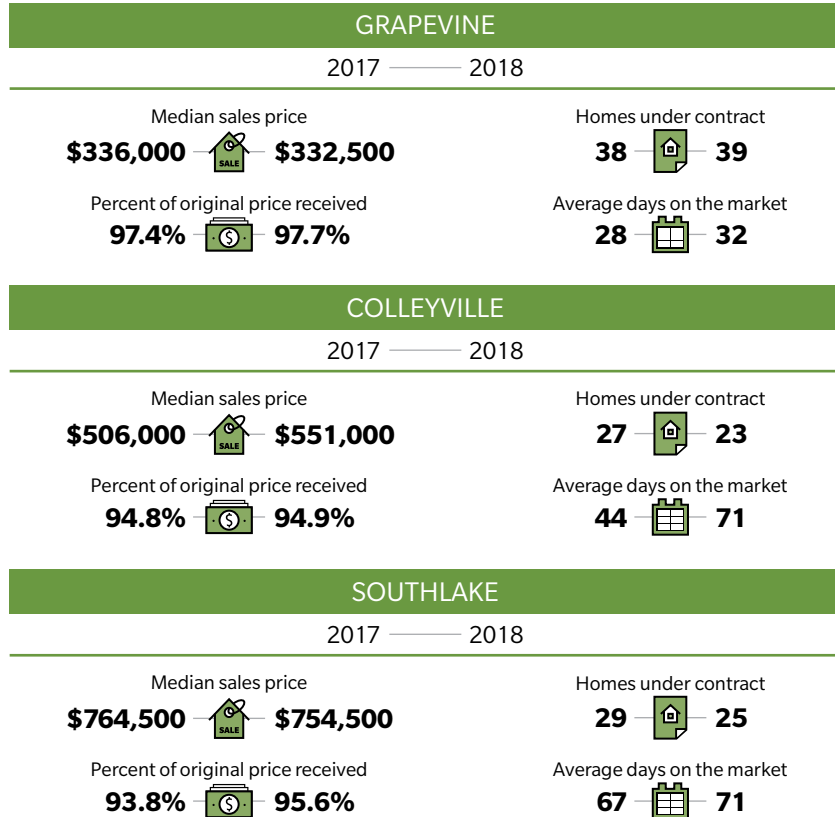 GRAPEVINE
2017 2018
Median sales price
$336,000 SALE $332,500
Homes under contract
38 39
Percent of original price received
97.4% $ 97.7%
Average days on the market
28 32
COLLEYVILLE
2017 2018
Median sales price
$506,000 SALE $551,000
Homes under contract
27 23
Percent of original price received
94.8% $ 94.9%
Average days on the market
44 71
SOUTHLAKE
2017 2018
Median sales price
$764,500 SALE $754,500
Homes under contract
29 25
Percent of original price received
93.8% $ 95.6%
Average days on the market
67 71